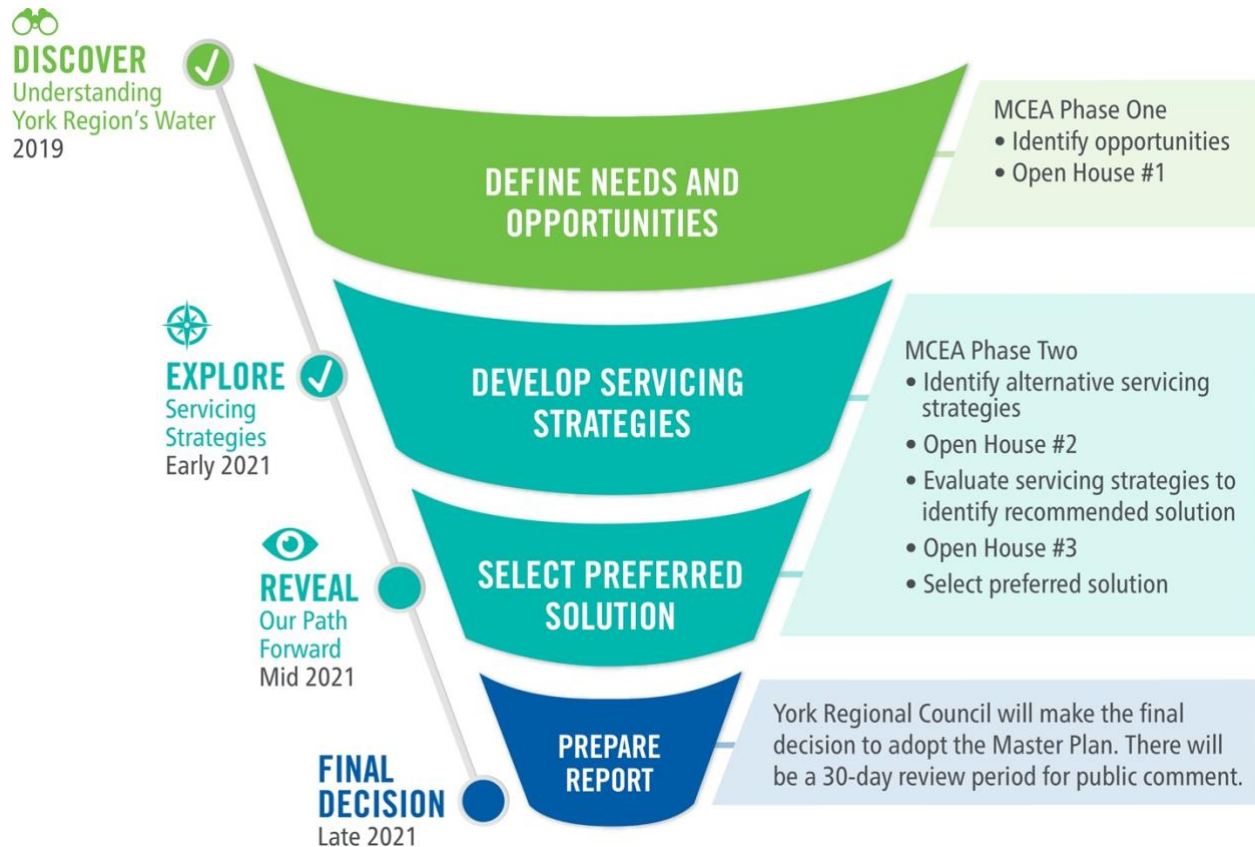 DISCOVER
Understanding
York Region's Water
2019
DEFINE NEEDS AND
OPPORTUNITIES
MCEA Phase One
• Identify opportunities
• Open House #1
EXPLORE
Servicing
Strategies
Early 2021
DEVELOP SERVICING
STRATEGIES
MCEA Phase Two
• Identify alternative servicing
strategies
• Open House #2
• Evaluate servicing strategies to
identify recommended solution
• Open House #3
• Select preferred solution
REVEAL
Our Path
Forward
Mid 2021
SELECT PREFERRED
SOLUTION
FINAL
DECISION
Late 2021
PREPARE
REPORT
York Regional Council will make the final
decision to adopt the Master Plan. There will
be a 30-day review period for public comment.